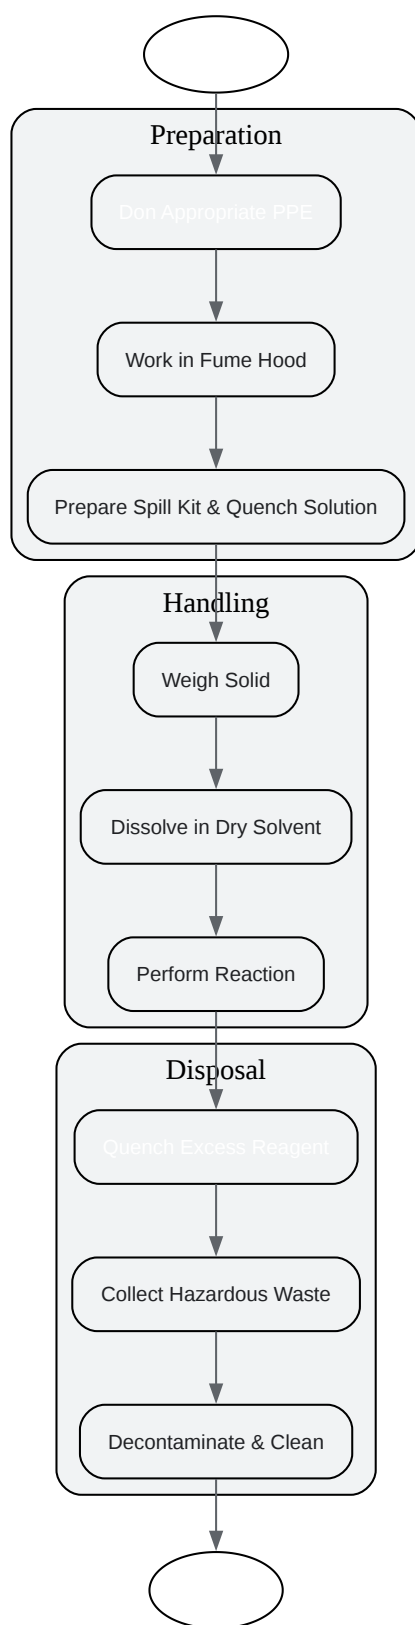 Preparation
Don Appropriate PPE
Work in Fume Hood
Prepare Spill Kit & Quench Solution
Handling
Weigh Solid
Dissolve in Dry Solvent
Perform Reaction
Disposal
Quench Excess Reagent
Collect Hazardous Waste
Decontaminate & Clean